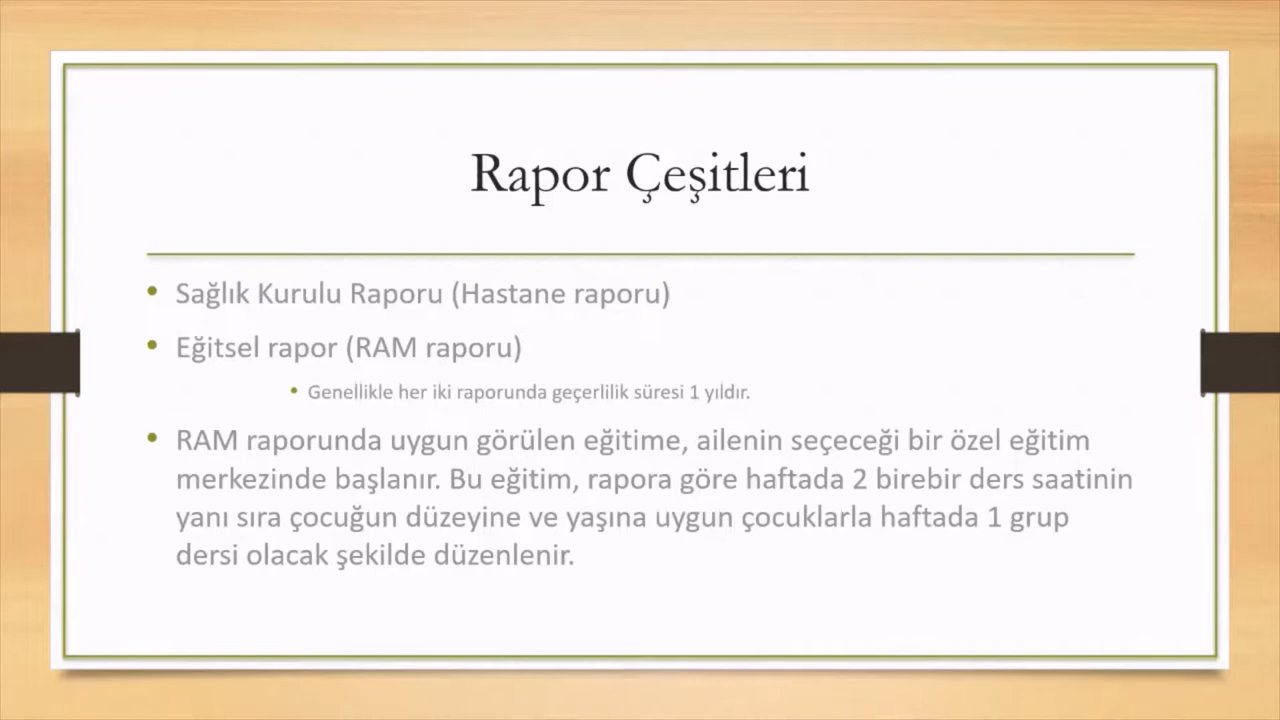 Rapor Çeşitleri
• Sağlık Kurulu Raporu (Hastane raporu)
• Eğitsel rapor (RAM raporu)
• Genellikle her iki raporunda geçerlilik süresi 1 yıldır.
• RAM raporunda uygun görülen eğitime, ailenin seçeceği bir özel eğitim
merkezinde başlanır. Bu eğitim, rapora göre haftada 2 birebir ders saatinin
yanı sıra çocuğun düzeyine ve yaşına uygun çocuklarla haftada 1 grup
dersi olacak şekilde düzenlenir.